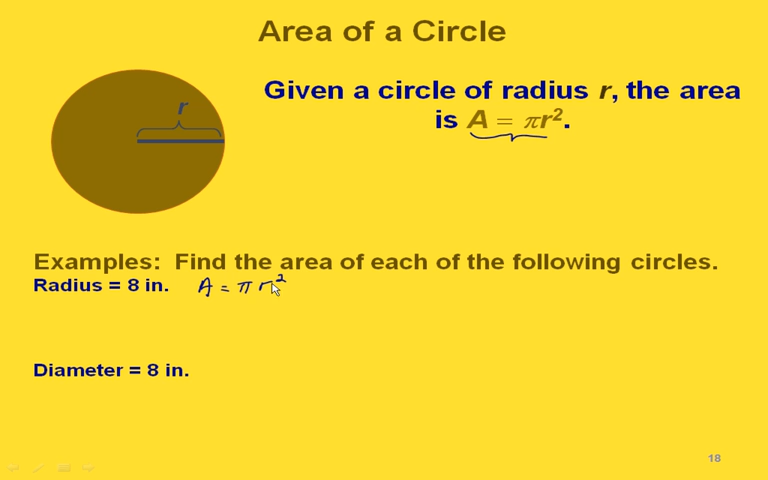 Area of a Circle
Given a circle of radius r, the area
is A = πr².
r
Examples: Find the area of each of the following circles.
Radius = 8 in. A = π r²
Diameter = 8 in.
18